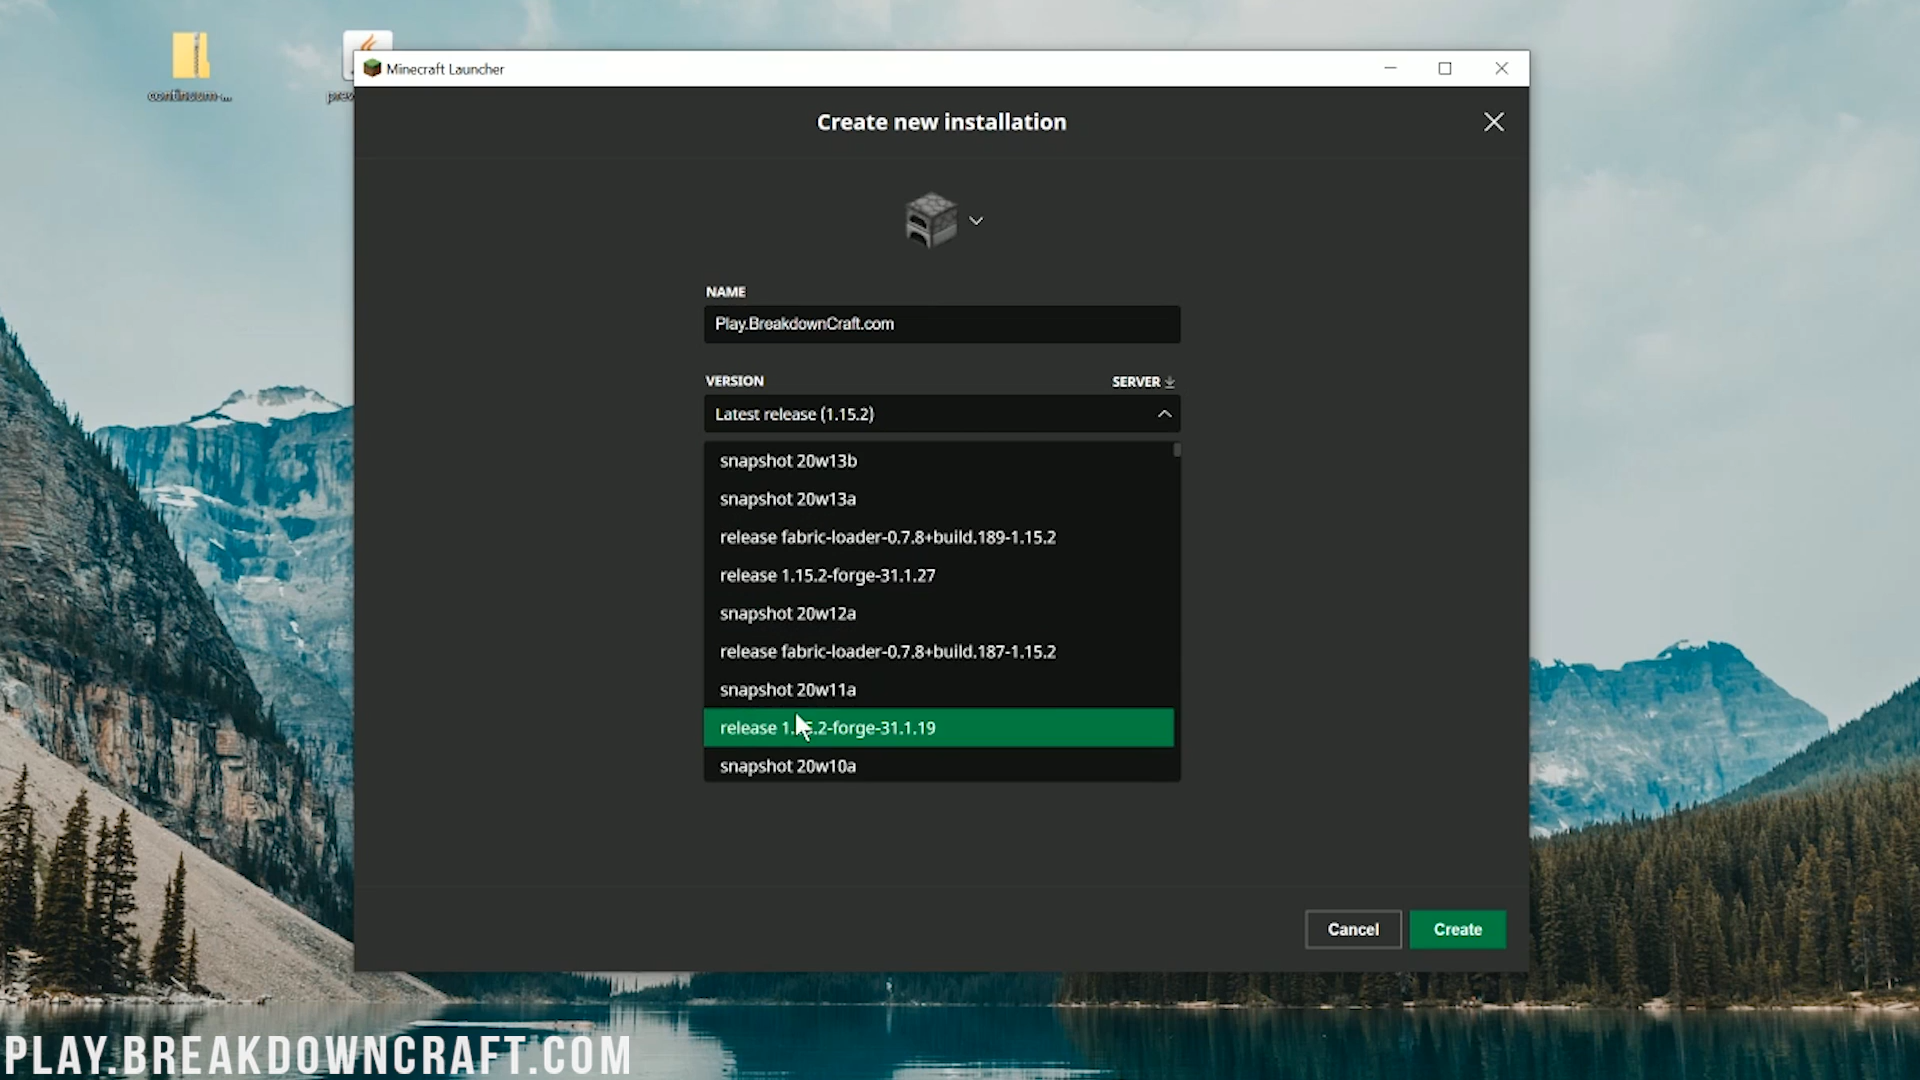 continuum-...
Minecraft Launcher
Create new installation
NAME
Play.BreakdownCraft.com
VERSION
SERVER
Latest release (1.15.2)
snapshot 20w13b
snapshot 20w13a
release fabric-loader-0.7.8+build.189-1.15.2
release 1.15.2-forge-31.1.27
snapshot 20w12a
release fabric-loader-0.7.8+build.187-1.15.2
snapshot 20w11a
release 1.15.2-forge-31.1.19
snapshot 20w10a
Cancel
Create
PLAY.BREAKDOWNCRAFT.COM